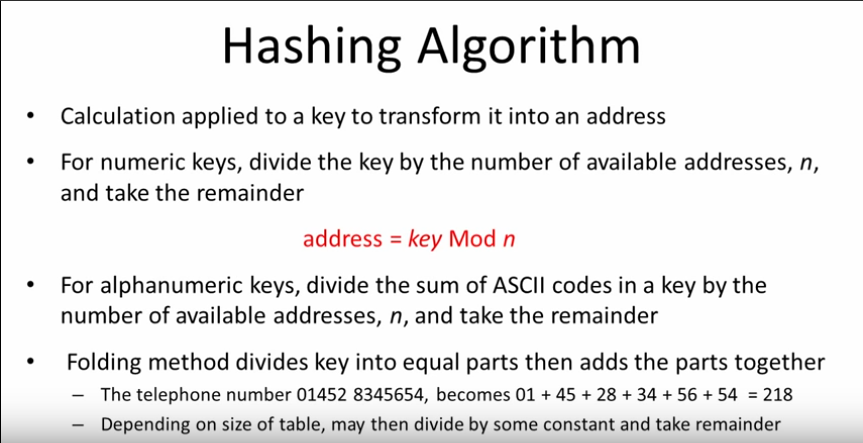 Hashing Algorithm
• Calculation applied to a key to transform it into an address
• For numeric keys, divide the key by the number of available addresses, n,
and take the remainder
address = key Mod n
• For alphanumeric keys, divide the sum of ASCII codes in a key by the
number of available addresses, n, and take the remainder
• Folding method divides key into equal parts then adds the parts together
– The telephone number 01452 8345654, becomes 01 + 45 + 28 + 34 + 56 + 54 = 218
– Depending on size of table, may then divide by some constant and take remainder